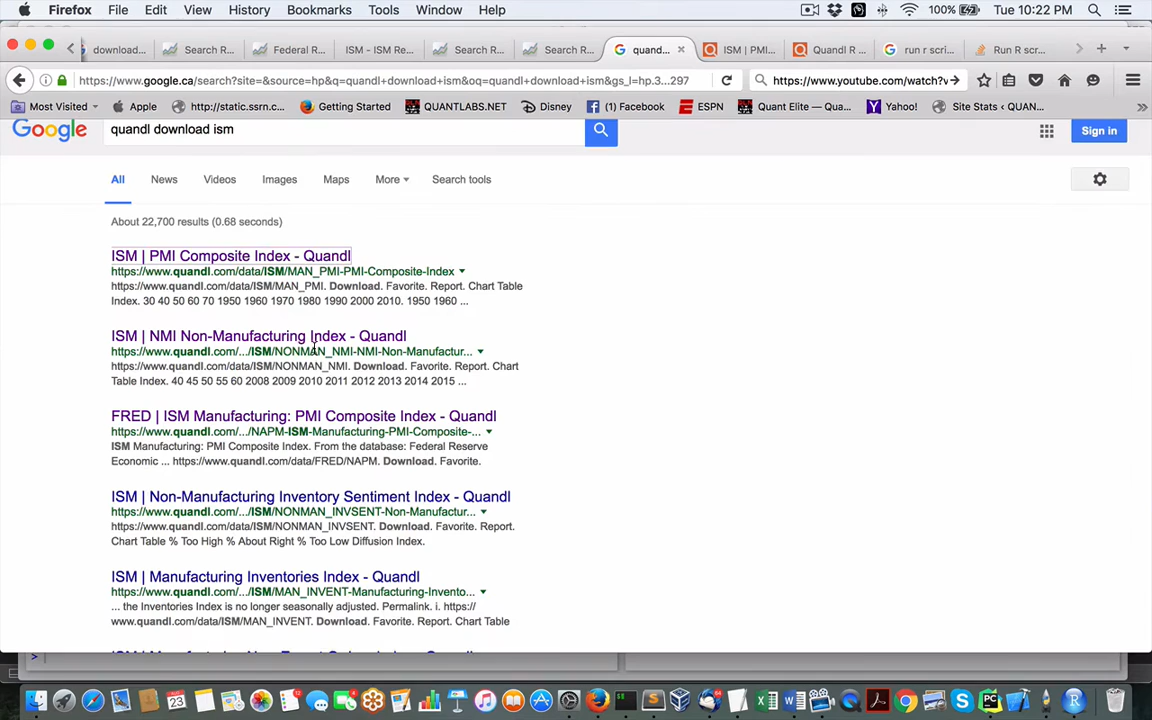 Firefox File Edit View History Bookmarks Tools Window Help 100% Tue 10:22 PM
download... Search R... Federal R... ISM - ISM Re... Search R... Search R... quand... ISM | PMI... Quandl R ... run r scri... Run R scrip...
https://www.google.ca/search?site=&source=hp&q=quandl+download+ism&oq=quandl+download+ism&gs_l=hp.3...297 https://www.youtube.com/watch?v
Most Visited Apple http://static.ssrn.c... Getting Started QUANTLABS.NET Disney (1) Facebook ESPN Quant Elite — Qua... Yahoo! Site Stats ‹ QUAN...
Google quandl download ism Sign in
All News Videos Images Maps More Search tools
About 22,700 results (0.68 seconds)
ISM | PMI Composite Index - Quandl
https://www.quandl.com/data/ISM/MAN_PMI-PMI-Composite-Index
https://www.quandl.com/data/ISM/MAN_PMI. Download. Favorite. Report. Chart Table
Index. 30 40 50 60 70 1950 1960 1970 1980 1990 2000 2010. 1950 1960 ...
ISM | NMI Non-Manufacturing Index - Quandl
https://www.quandl.com/.../ISM/NONMAN_NMI-NMI-Non-Manufactur...
https://www.quandl.com/data/ISM/NONMAN_NMI. Download. Favorite. Report. Chart
Table Index. 40 45 50 55 60 2008 2009 2010 2011 2012 2013 2014 2015 ...
FRED | ISM Manufacturing: PMI Composite Index - Quandl
https://www.quandl.com/.../NAPM-ISM-Manufacturing-PMI-Composite-...
ISM Manufacturing: PMI Composite Index. From the database: Federal Reserve
Economic ... https://www.quandl.com/data/FRED/NAPM. Download. Favorite.
ISM | Non-Manufacturing Inventory Sentiment Index - Quandl
https://www.quandl.com/.../ISM/NONMAN_INVSENT-Non-Manufactur...
https://www.quandl.com/data/ISM/NONMAN_INVSENT. Download. Favorite. Report.
Chart Table % Too High % About Right % Too Low Diffusion Index.
ISM | Manufacturing Inventories Index - Quandl
https://www.quandl.com/.../ISM/MAN_INVENT-Manufacturing-Invento...
... the Inventories Index is no longer seasonally adjusted. Permalink. i. https://
www.quandl.com/data/ISM/MAN_INVENT. Download. Favorite. Report. Chart Table